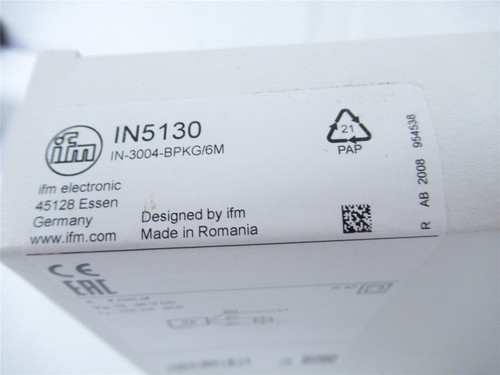 ifm
IN5130
IN-3004-BPKG/6M
ifm electronic
45128 Essen
Germany
www.ifm.com
Designed by ifm
Made in Romania
21
PAP
R AB 2008 954538
CE
EAC